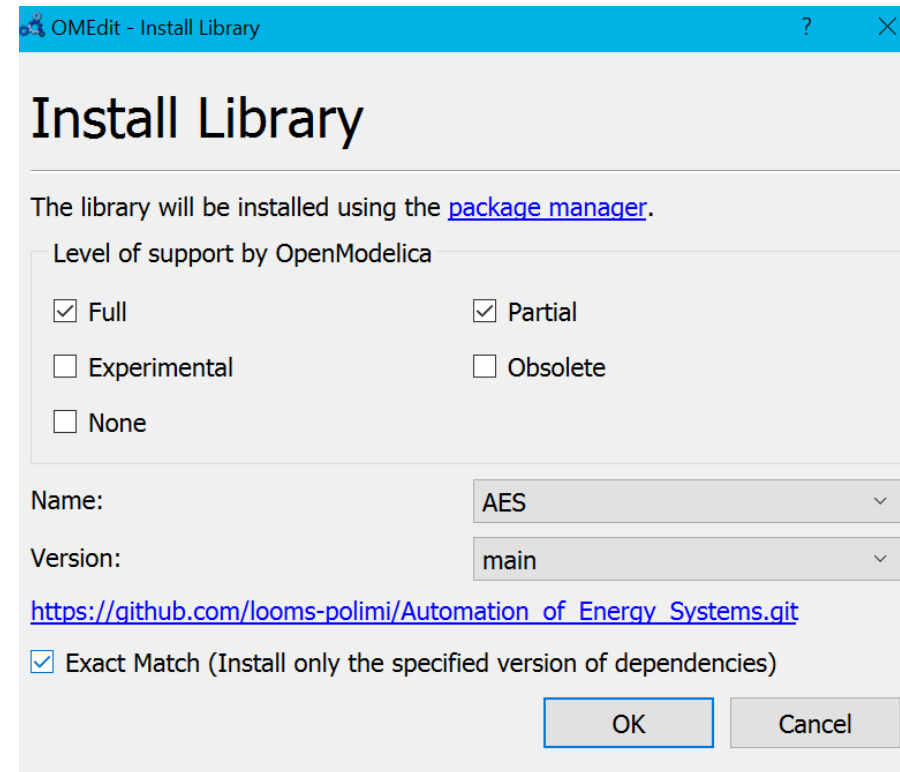 OMEdit - Install Library ?
Install Library
The library will be installed using the package manager.
Level of support by OpenModelica
Full Partial
Experimental Obsolete
None
Name: AES
Version: main
https://github.com/looms-polimi/Automation_of_Energy_Systems.git
Exact Match (Install only the specified version of dependencies)
OK Cancel